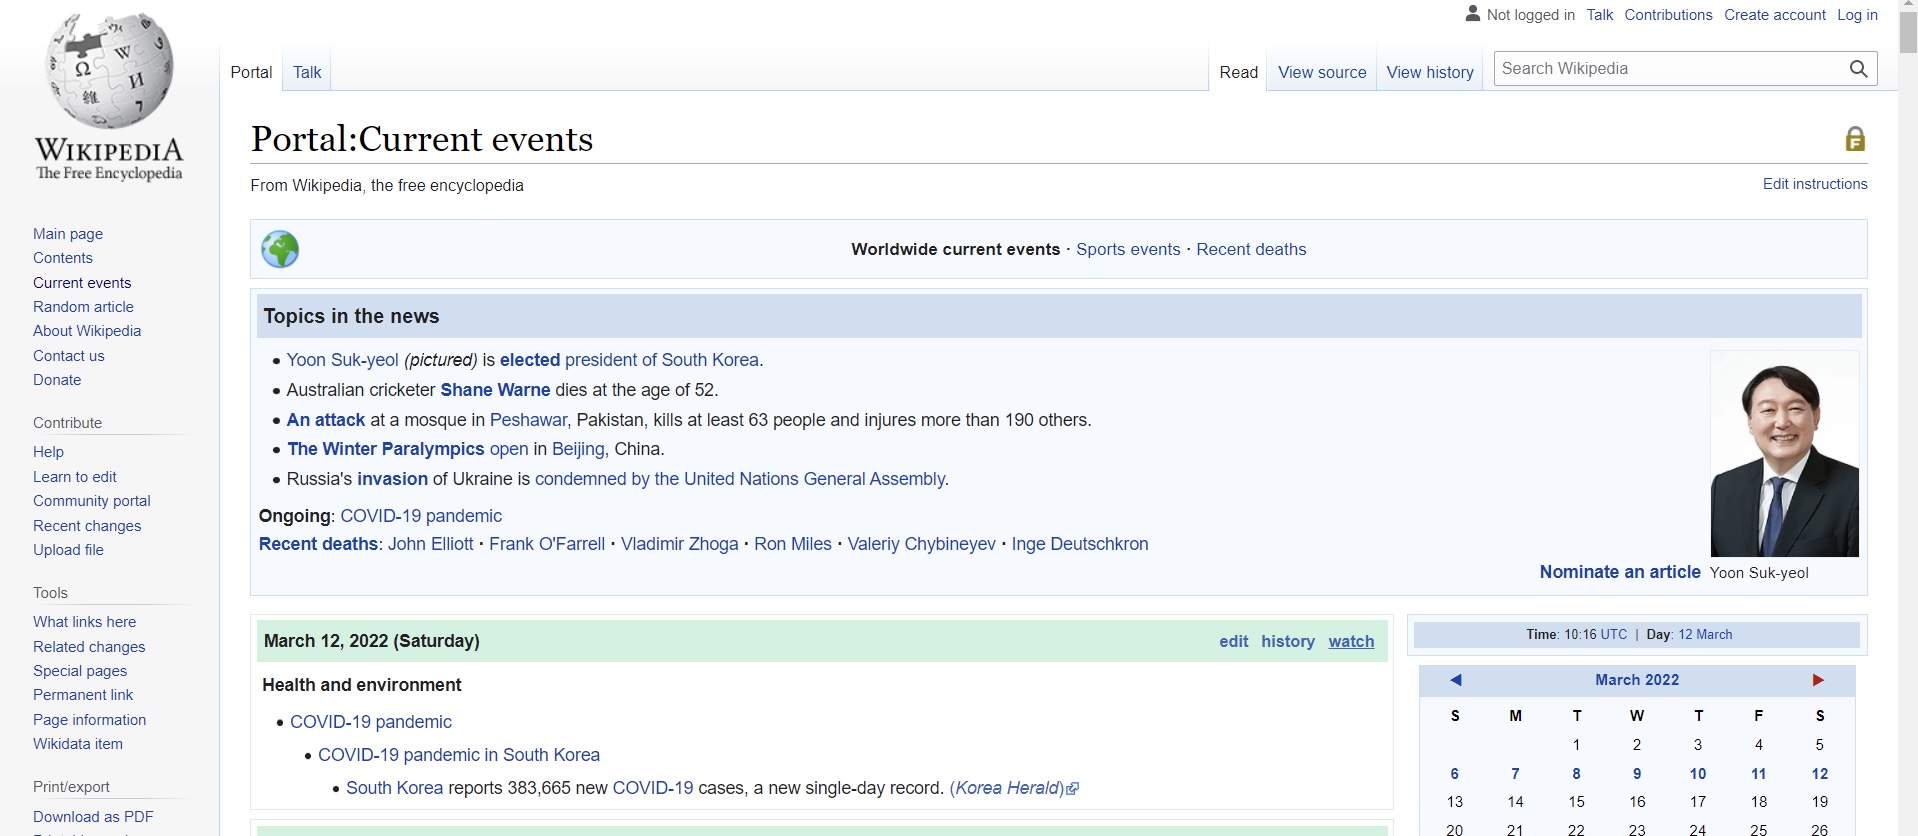 Not logged in Talk Contributions Create account Log in
Portal Talk Read View source View history Search Wikipedia
WIKIPEDIA
The Free Encyclopedia
Main page
Contents
Current events
Random article
About Wikipedia
Contact us
Donate
Contribute
Help
Learn to edit
Community portal
Recent changes
Upload file
Tools
What links here
Related changes
Special pages
Permanent link
Page information
Wikidata item
Print/export
Download as PDF
Portal:Current events
From Wikipedia, the free encyclopedia
Edit instructions
Worldwide current events · Sports events · Recent deaths
Topics in the news
• Yoon Suk-yeol (pictured) is elected president of South Korea.
• Australian cricketer Shane Warne dies at the age of 52.
• An attack at a mosque in Peshawar, Pakistan, kills at least 63 people and injures more than 190 others.
• The Winter Paralympics open in Beijing, China.
• Russia's invasion of Ukraine is condemned by the United Nations General Assembly.
Ongoing: COVID-19 pandemic
Recent deaths: John Elliott · Frank O'Farrell · Vladimir Zhoga · Ron Miles · Valeriy Chybineyev · Inge Deutschkron
Nominate an article
Yoon Suk-yeol
March 12, 2022 (Saturday) edit history watch
Health and environment
• COVID-19 pandemic
• COVID-19 pandemic in South Korea
• South Korea reports 383,665 new COVID-19 cases, a new single-day record. (Korea Herald)
Time: 10:16 UTC | Day: 12 March
◀ March 2022 ▶
S M T W T F S
1 2 3 4 5
6 7 8 9 10 11 12
13 14 15 16 17 18 19
20 21 22 23 24 25 26